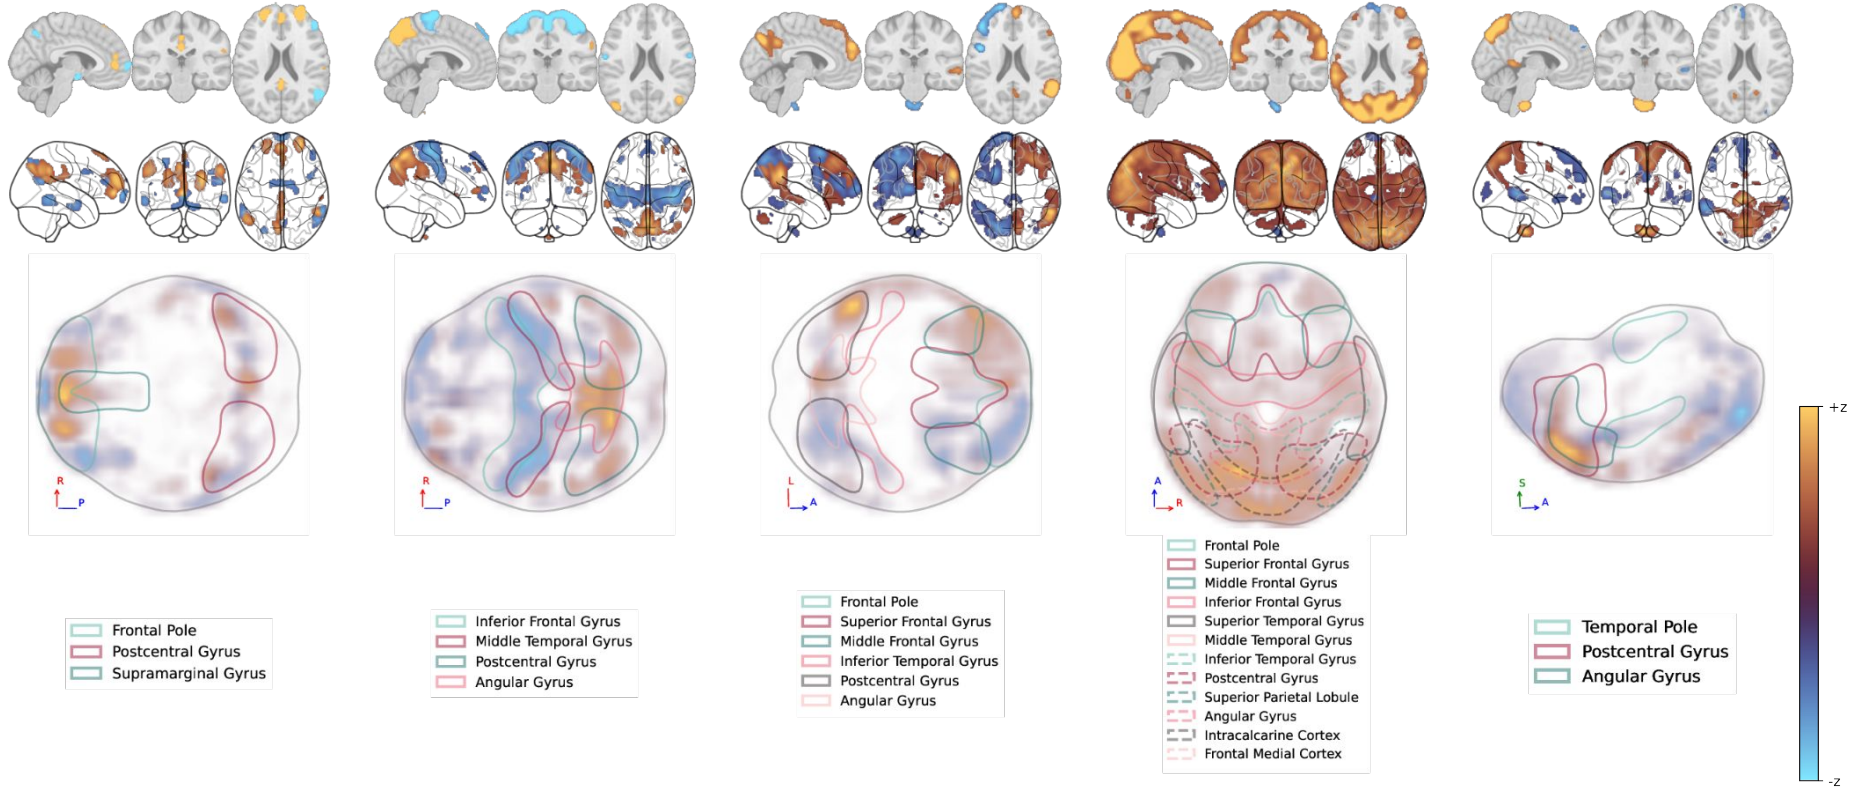 R
P
R
P
L
A
A
R
S
A
+z
-z
Frontal Pole
Postcentral Gyrus
Supramarginal Gyrus
Inferior Frontal Gyrus
Middle Temporal Gyrus
Postcentral Gyrus
Angular Gyrus
Frontal Pole
Superior Frontal Gyrus
Middle Frontal Gyrus
Inferior Temporal Gyrus
Postcentral Gyrus
Angular Gyrus
Frontal Pole
Superior Frontal Gyrus
Middle Frontal Gyrus
Inferior Frontal Gyrus
Superior Temporal Gyrus
Middle Temporal Gyrus
Inferior Temporal Gyrus
Postcentral Gyrus
Superior Parietal Lobule
Angular Gyrus
Intracalcarine Cortex
Frontal Medial Cortex
Temporal Pole
Postcentral Gyrus
Angular Gyrus